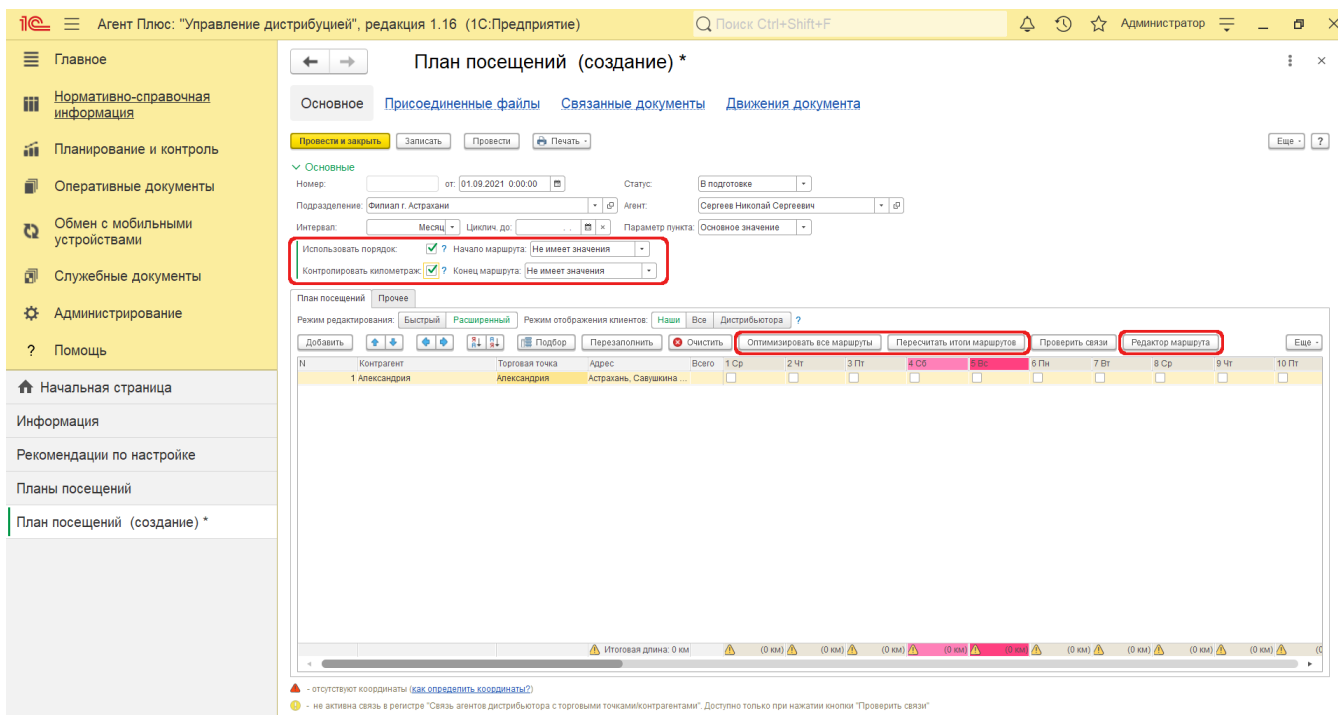 1С Агент Плюс: "Управление дистрибуцией", редакция 1.16 (1С:Предприятие) Поиск Ctrl+Shift+F Администратор
Главное
Нормативно-справочная
информация
Планирование и контроль
Оперативные документы
Обмен с мобильными
устройствами
Служебные документы
Администрирование
? Помощь
Начальная страница
Информация
Рекомендации по настройке
Планы посещений
План посещений (создание) *
План посещений (создание) *
Основное Присоединенные файлы Связанные документы Движения документа
Провести и закрыть Записать Провести Печать Еще ?
Основные
Номер: от: 01.09.2021 0:00:00 Статус: В подготовке
Подразделение: Филиал г. Астрахани Агент: Сергеев Николай Сергеевич
Интервал: Месяц Циклич. до: . . Параметр пункта: Основное значение
Использовать порядок: ? Начало маршрута: Не имеет значения
Контролировать километраж: ? Конец маршрута: Не имеет значения
План посещений Прочее
Режим редактирования: Быстрый Расширенный Режим отображения клиентов: Наши Все Дистрибьютора ?
Добавить Подбор Перезаполнить Очистить Оптимизировать все маршруты Пересчитать итоги маршрутов Проверить связи Редактор маршрута Еще
N Контрагент Торговая точка Адрес Всего 1 Ср 2 Чт 3 Пт 4 Сб 5 Вс 6 Пн 7 Вт 8 Ср 9 Чт 10 Пт
1 Александрия Александрия Астрахань, Савушкина ...
Итоговая длина: 0 км (0 км) (0 км) (0 км) (0 км) (0 км) (0 км) (0 км) (0 км) (0 км) (0
- отсутствуют координаты (как определить координаты?)
- не активна связь в регистре "Связь агентов дистрибьютора с торговыми точками/контрагентами". Доступно только при нажатии кнопки "Проверить связи"